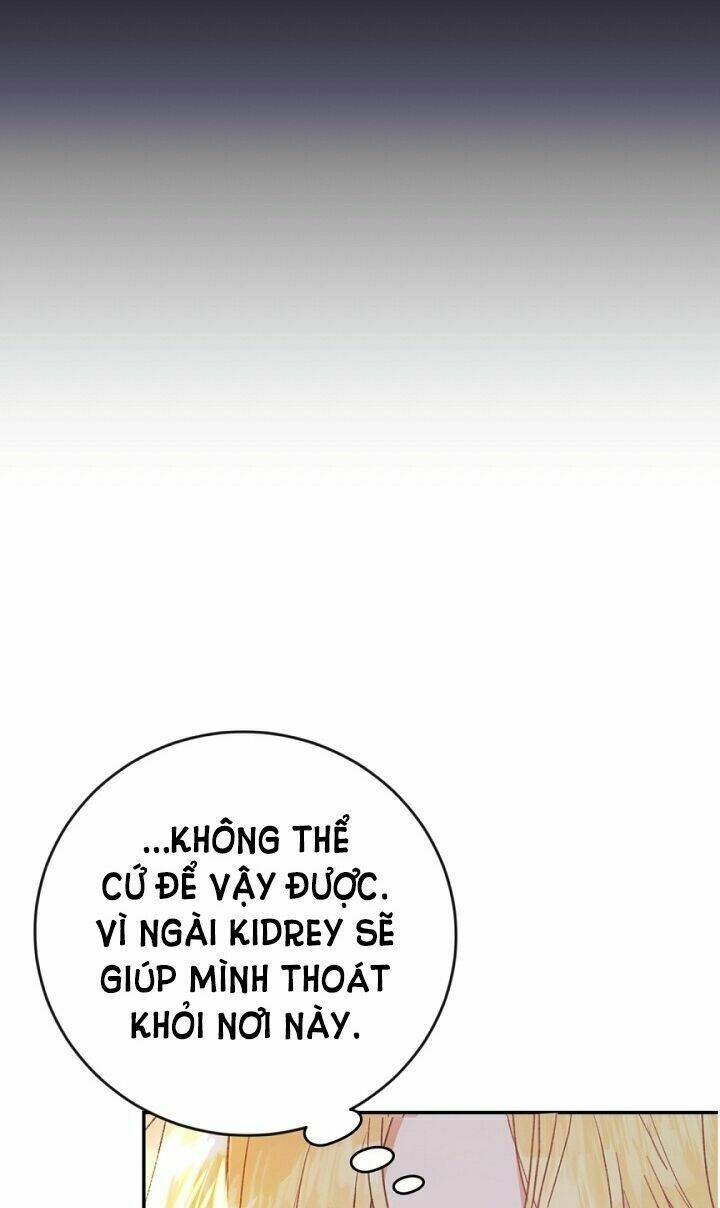 ...KHÔNG THỂ
CỨ ĐỂ VẬY ĐƯỢC.
VÌ NGÀI KIDREY SẼ
GIÚP MÌNH THOÁT
KHỎI NƠI NÀY.